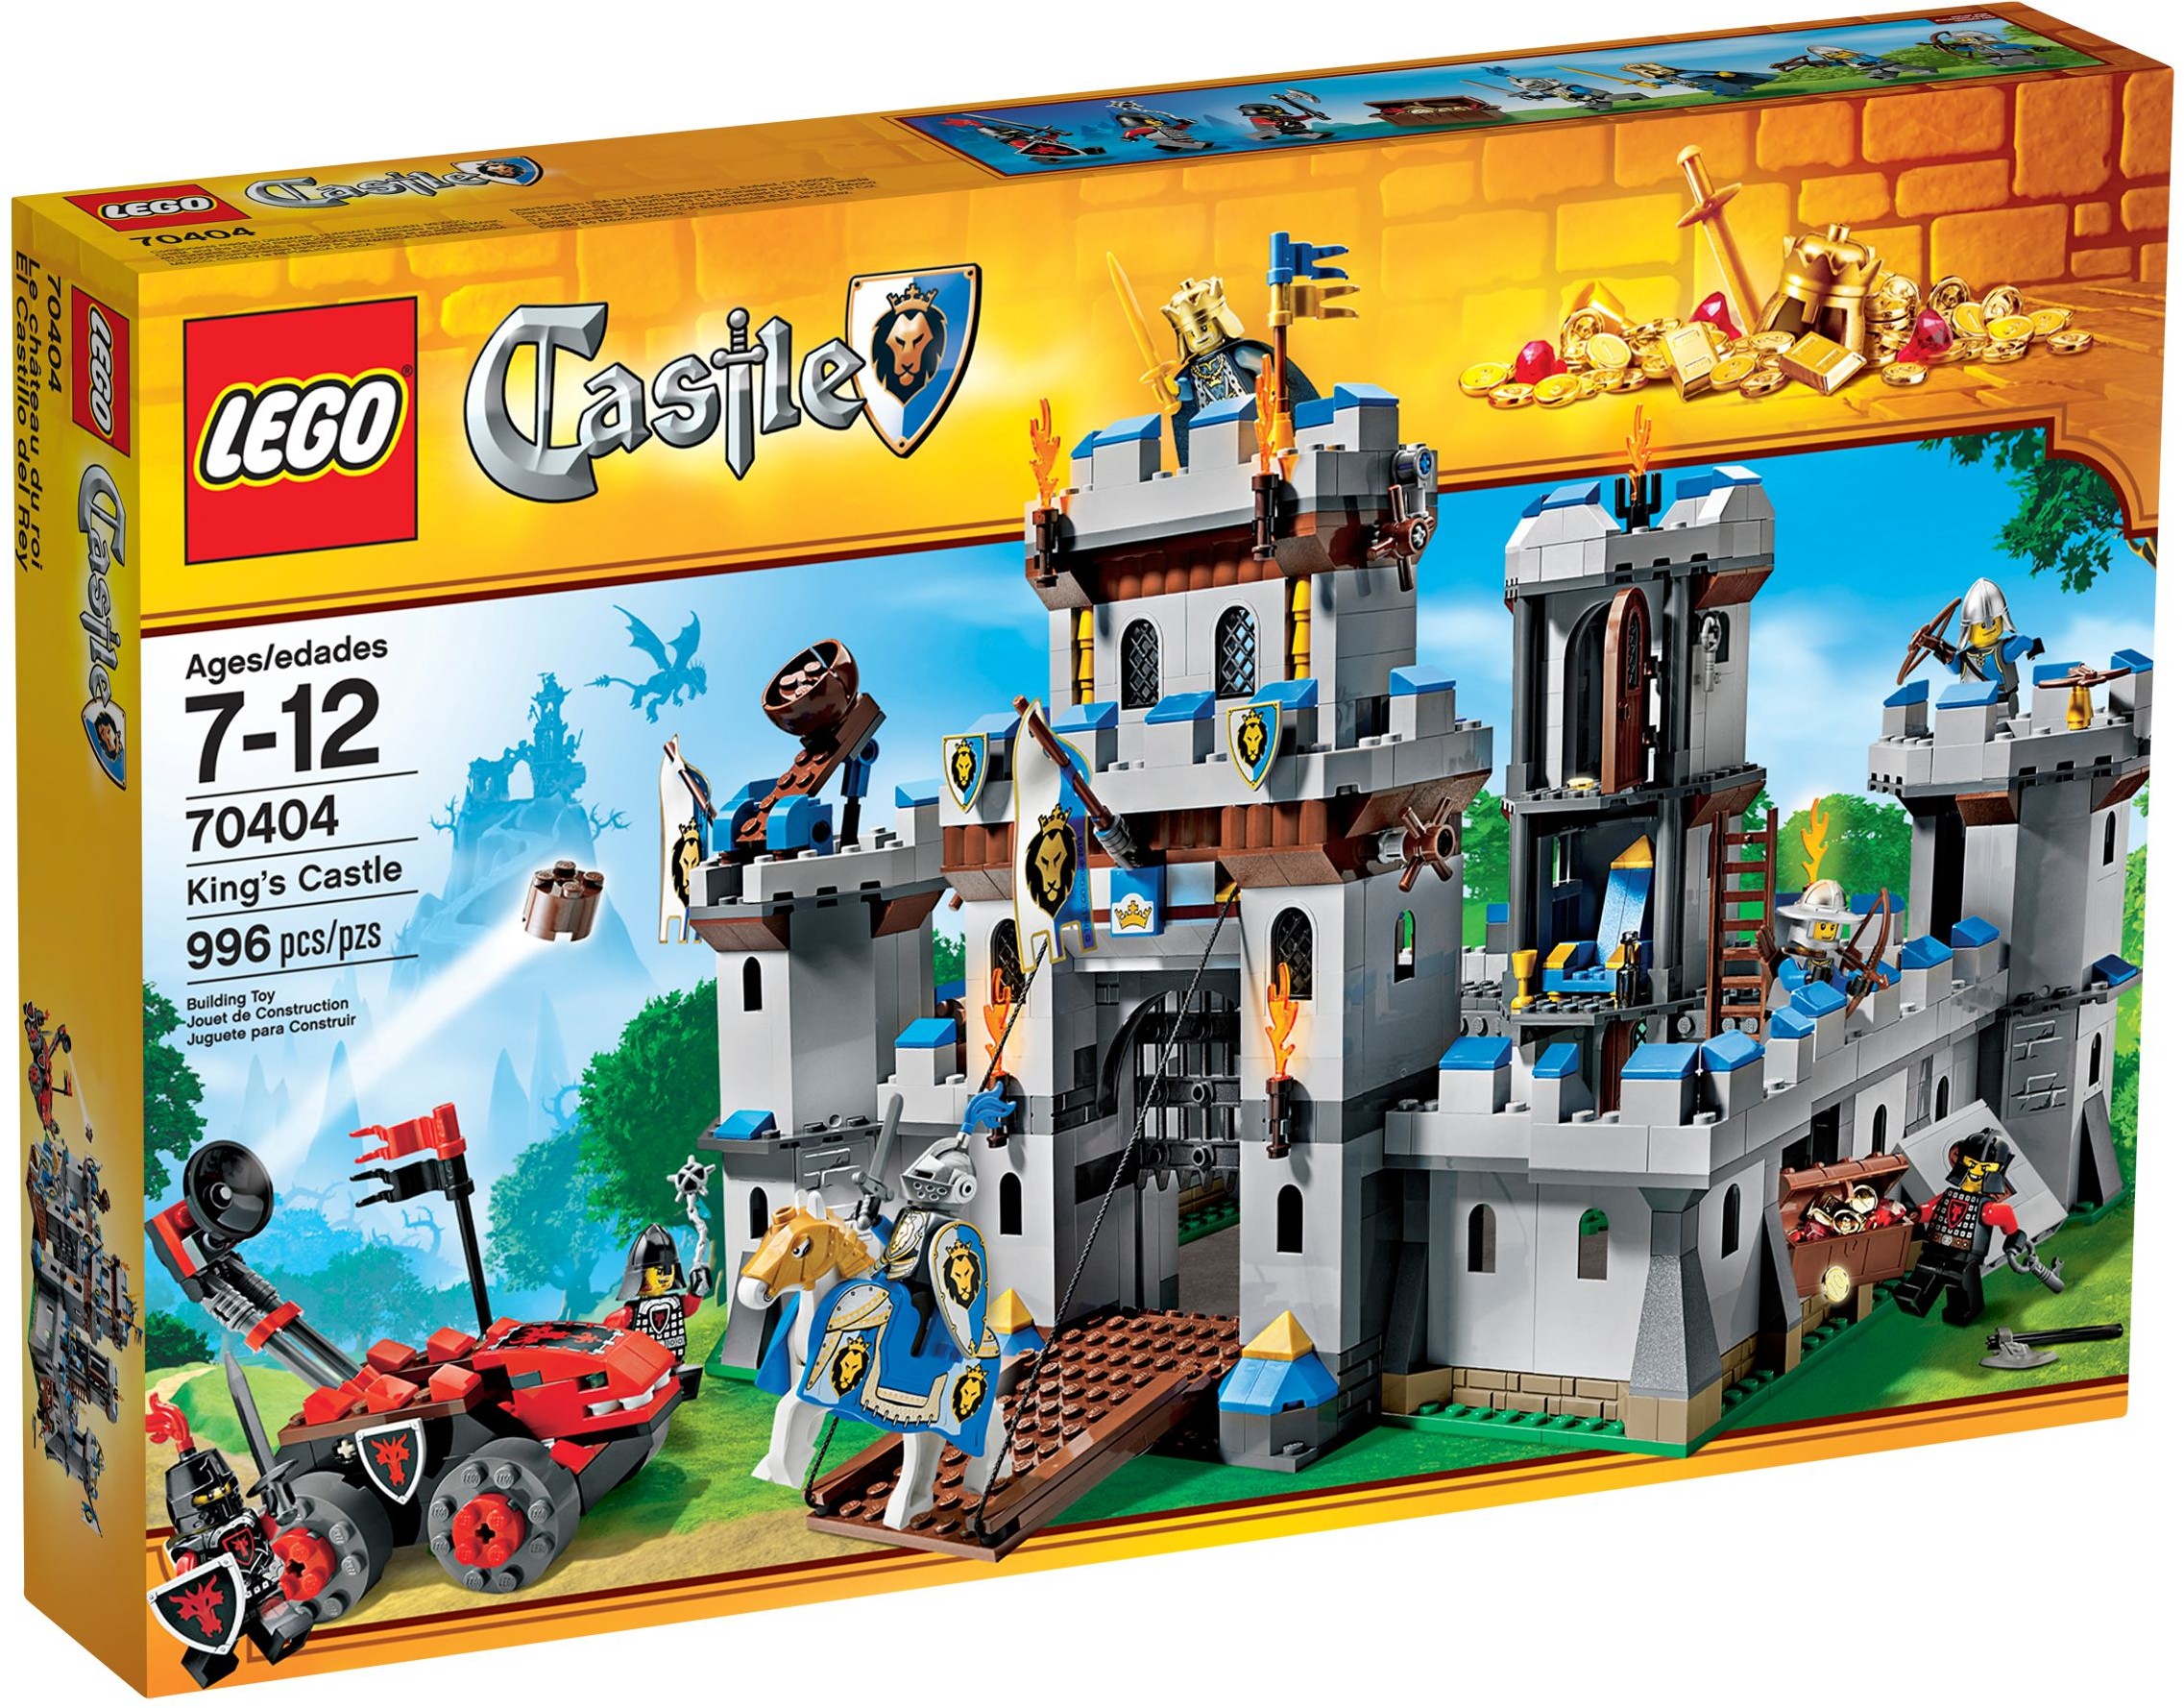 LEGO
Castle
70404
LEGO
Castle
70404
Le château du roi
El Castillo del Rey
LEGO®
Castle
Ages/edades
7-12
70404
King's Castle
996 pcs/pzs
Building Toy
Jouet de Construction
Juguete para Construir